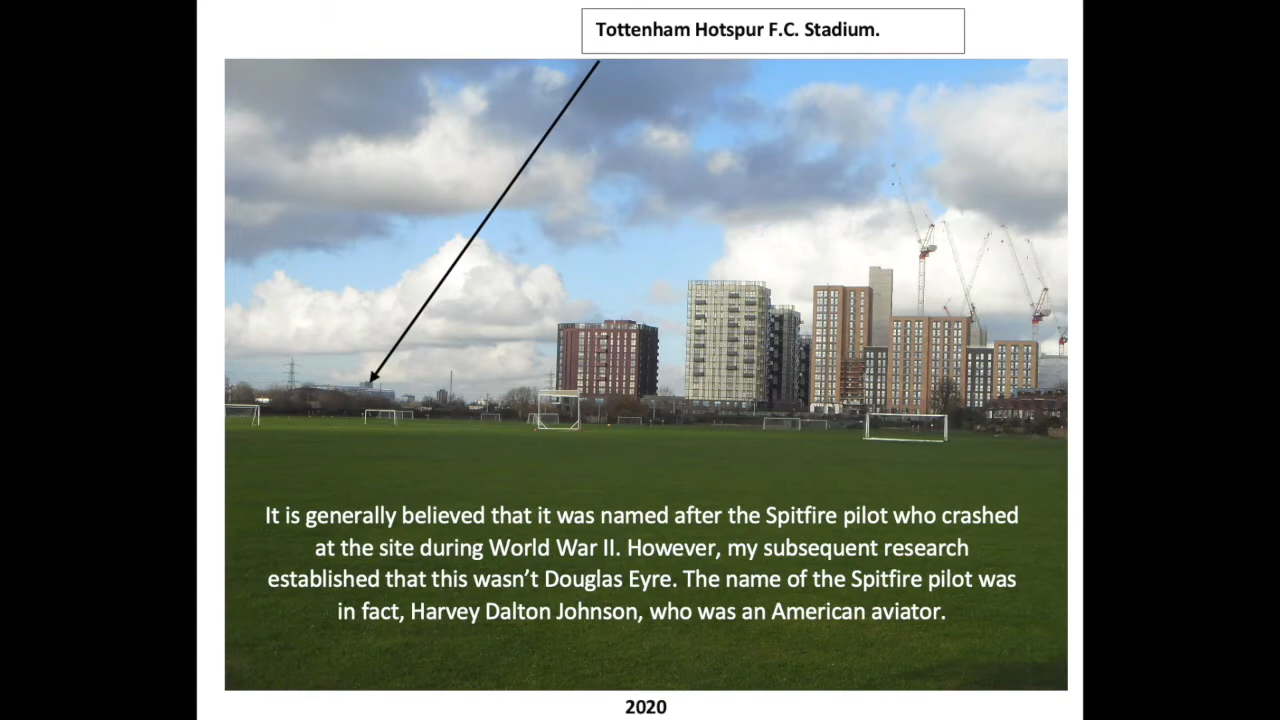 Tottenham Hotspur F.C. Stadium.
It is generally believed that it was named after the Spitfire pilot who crashed
at the site during World War II. However, my subsequent research
established that this wasn’t Douglas Eyre. The name of the Spitfire pilot was
in fact, Harvey Dalton Johnson, who was an American aviator.
2020